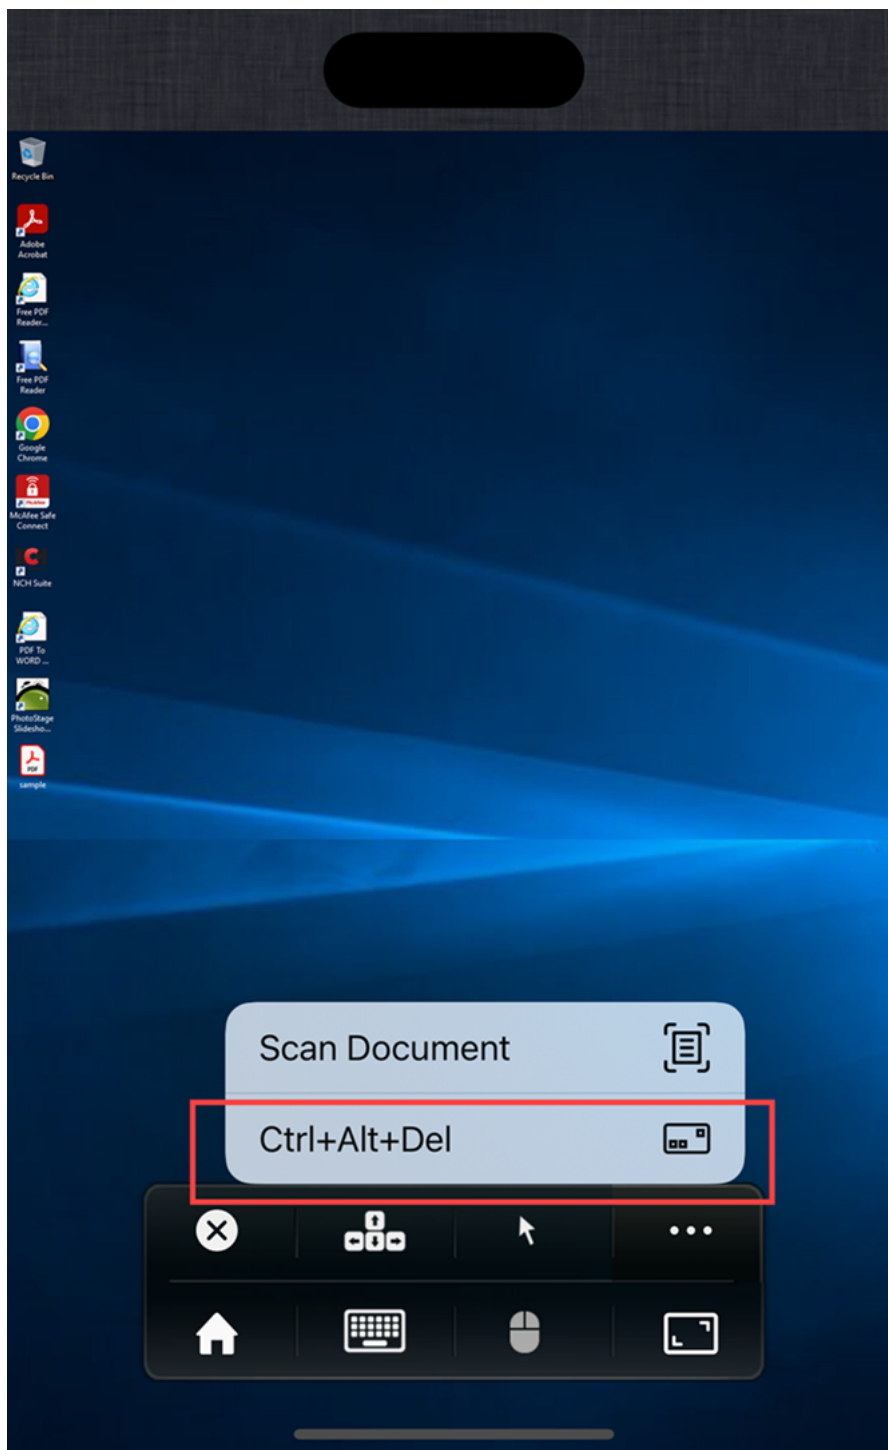 Recycle Bin
Adobe
Acrobat
Free PDF
Reader...
Free PDF
Reader
Google
Chrome
McAfee Safe
Connect
NCH Suite
PDF To
WORD ...
PhotoStage
Slidesho...
PDF
sample
Scan Document
Ctrl+Alt+Del